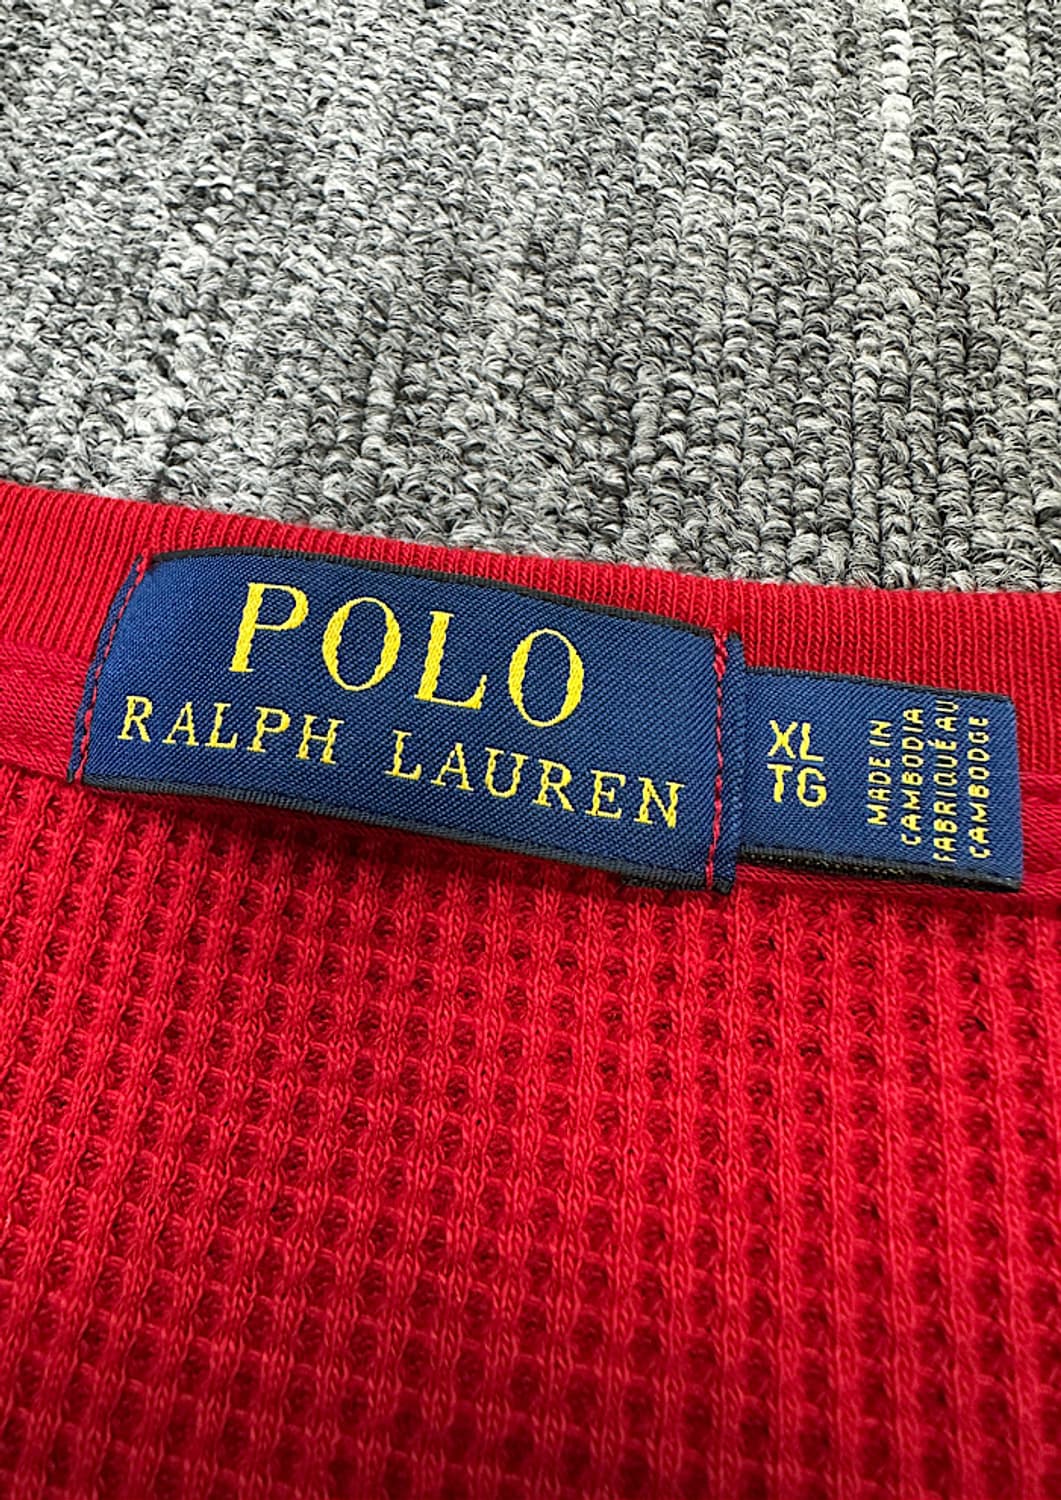 POLO
RALPH LAUREN
XL
TG
MADE IN
CAMBODIA
FABRIQUÉ AU
CAMBODGE